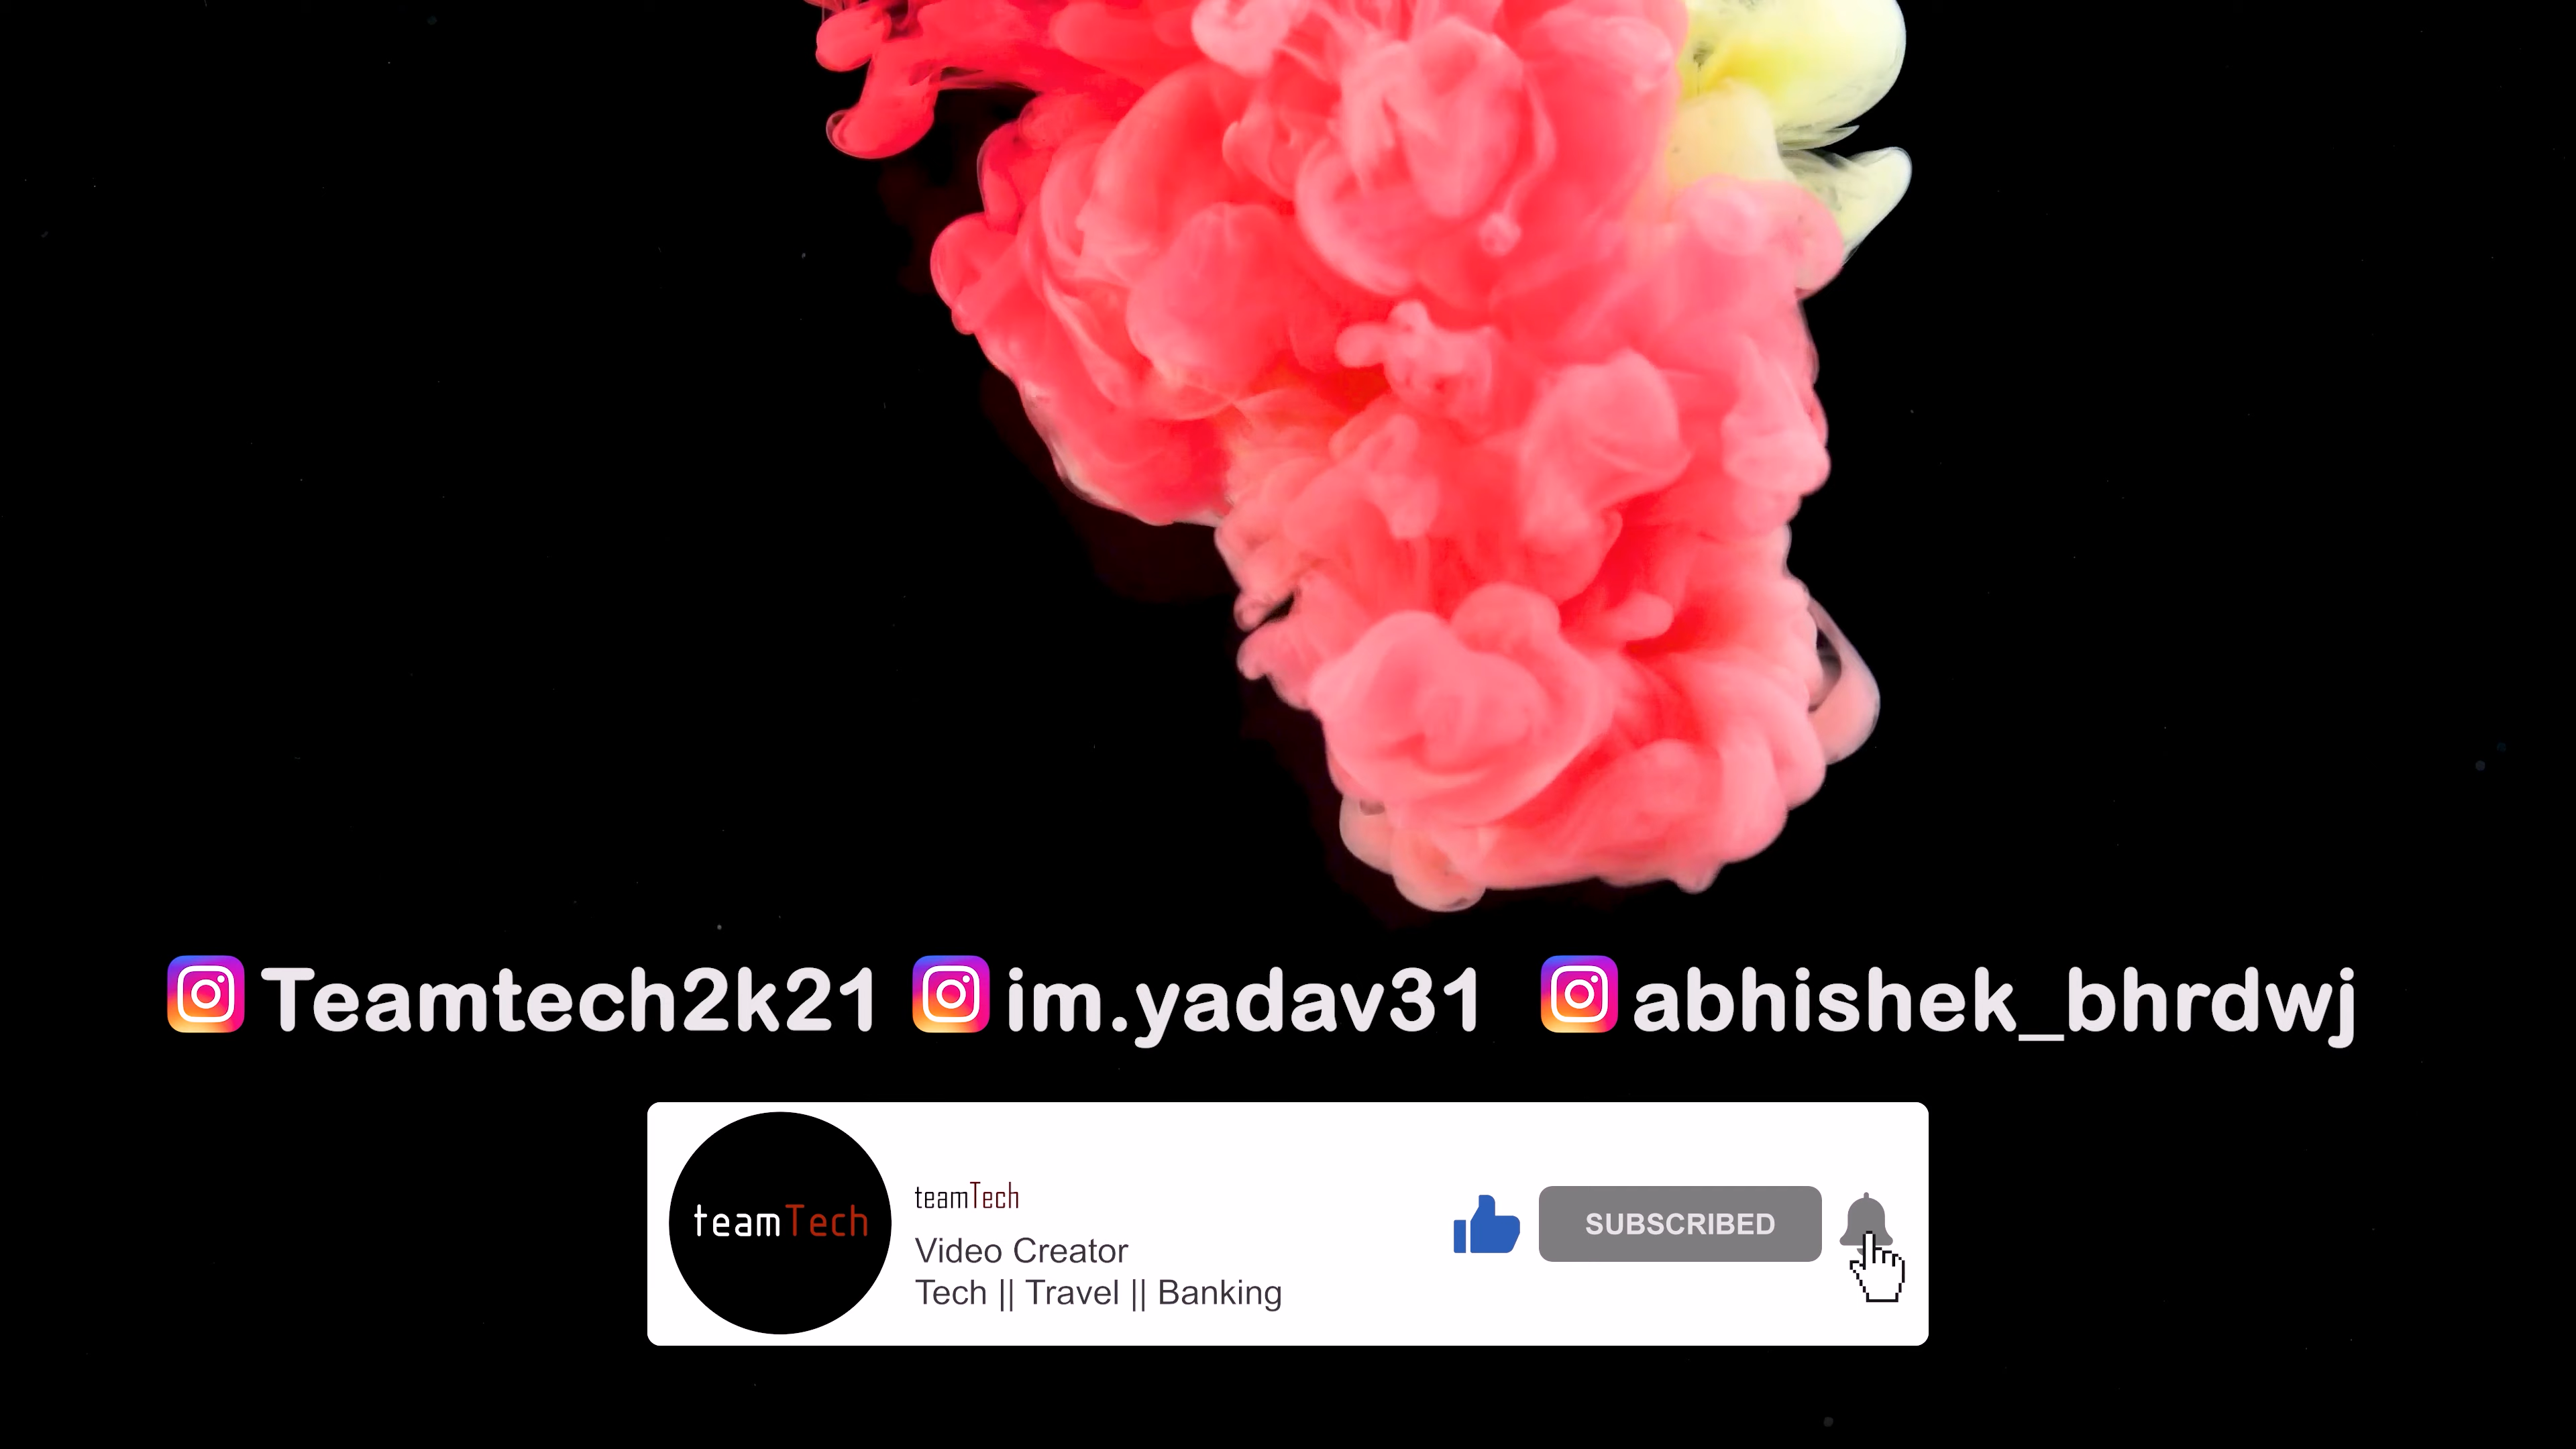 Teamtech2k21 im.yadav31 abhishek_bhrdwj
teamTech
teamTech
Video Creator
Tech || Travel || Banking
SUBSCRIBED